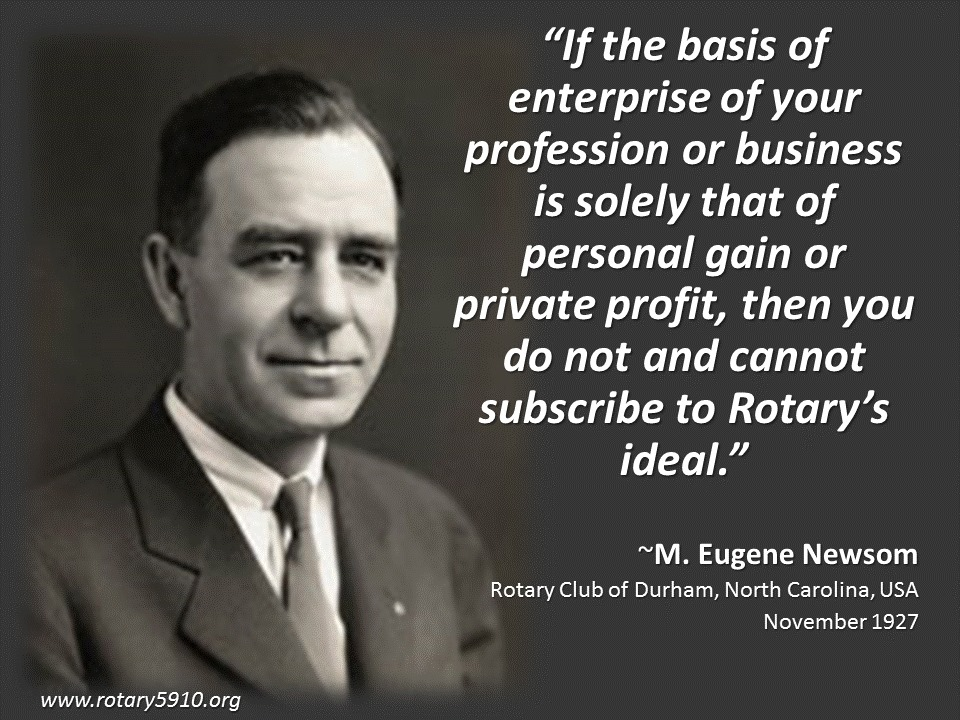 “If the basis of
enterprise of your
profession or business
is solely that of
personal gain or
private profit, then you
do not and cannot
subscribe to Rotary’s
ideal.”
~M. Eugene Newsom
Rotary Club of Durham, North Carolina, USA
November 1927
www.rotary5910.org